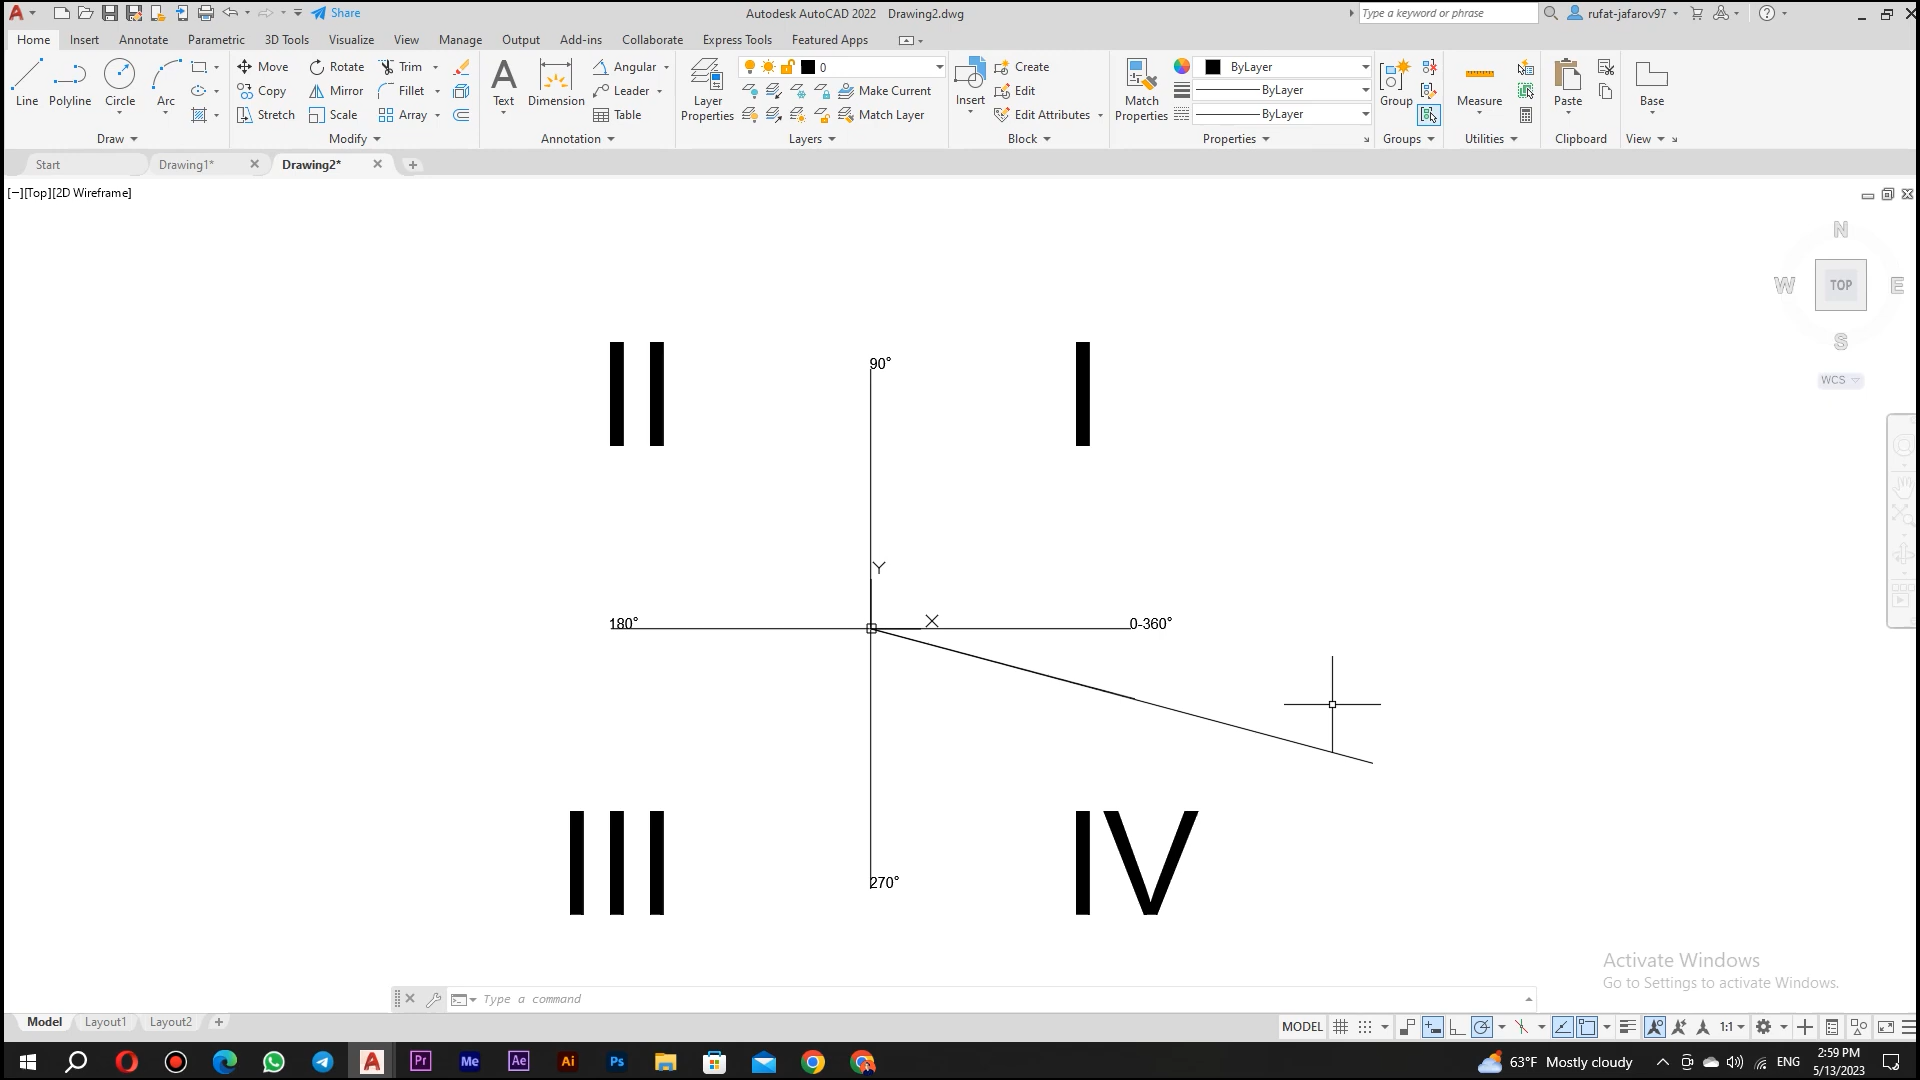 Share
Autodesk AutoCAD 2022 Drawing2.dwg
Type a keyword or phrase
rufat-jafarov97
Home Insert Annotate Parametric 3D Tools Visualize View Manage Output Add-ins Collaborate Express Tools Featured Apps
Line
Polyline
Circle
Arc
Draw
Move Rotate Trim
Copy Mirror Fillet
Stretch Scale Array
Modify
Text
Dimension
Angular
Leader
Table
Annotation
Layer
Properties
0
Make Current
Match Layer
Layers
Insert
Create
Edit
Edit Attributes
Block
Match
Properties
ByLayer
ByLayer
ByLayer
Properties
Group
Groups
Measure
Utilities
Paste
Clipboard
Base
View
Start Drawing1* Drawing2*
[−][Top][2D Wireframe]
N
W TOP E
S
WCS
II I
90°
Y
180° X 0-360°
III IV
270°
Activate Windows
Go to Settings to activate Windows.
Type a command
Model Layout1 Layout2
MODEL 1:1
Pr Me Ae Ai Ps
63°F Mostly cloudy
ENG
2:59 PM
5/13/2023